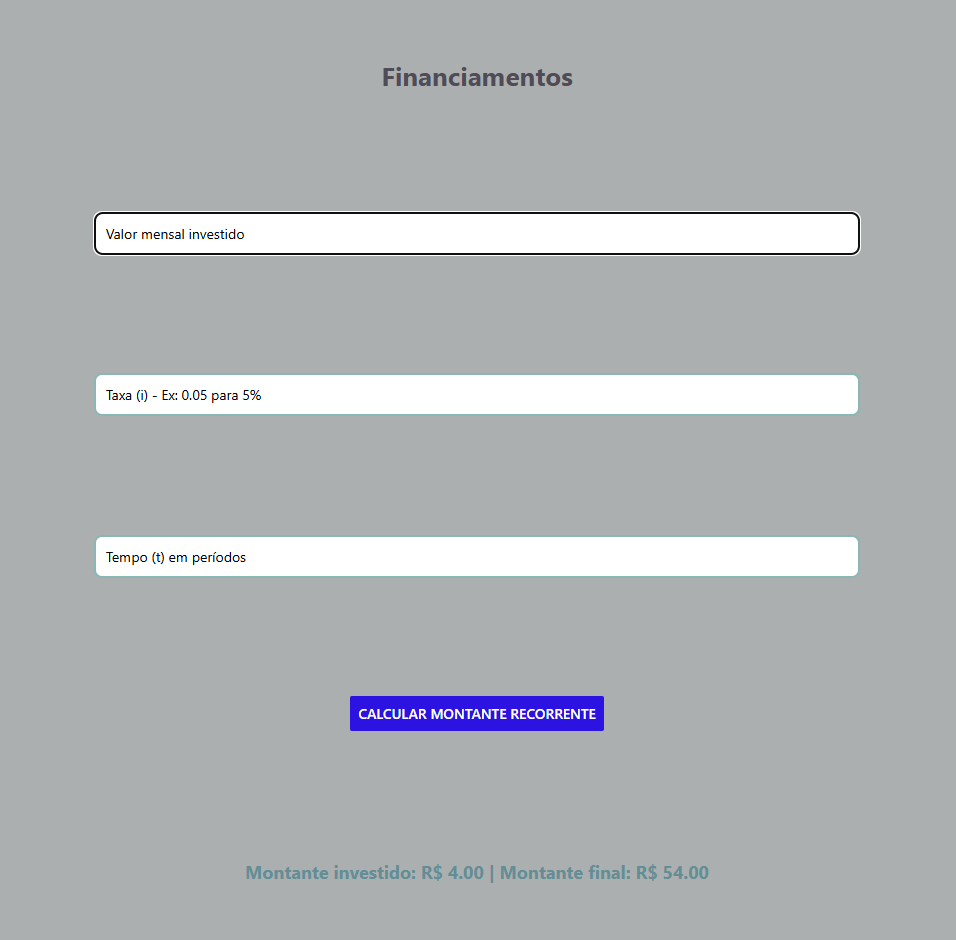 Financiamentos
Valor mensal investido
Taxa (i) - Ex: 0.05 para 5%
Tempo (t) em períodos
CALCULAR MONTANTE RECORRENTE
Montante investido: R$ 4.00 | Montante final: R$ 54.00